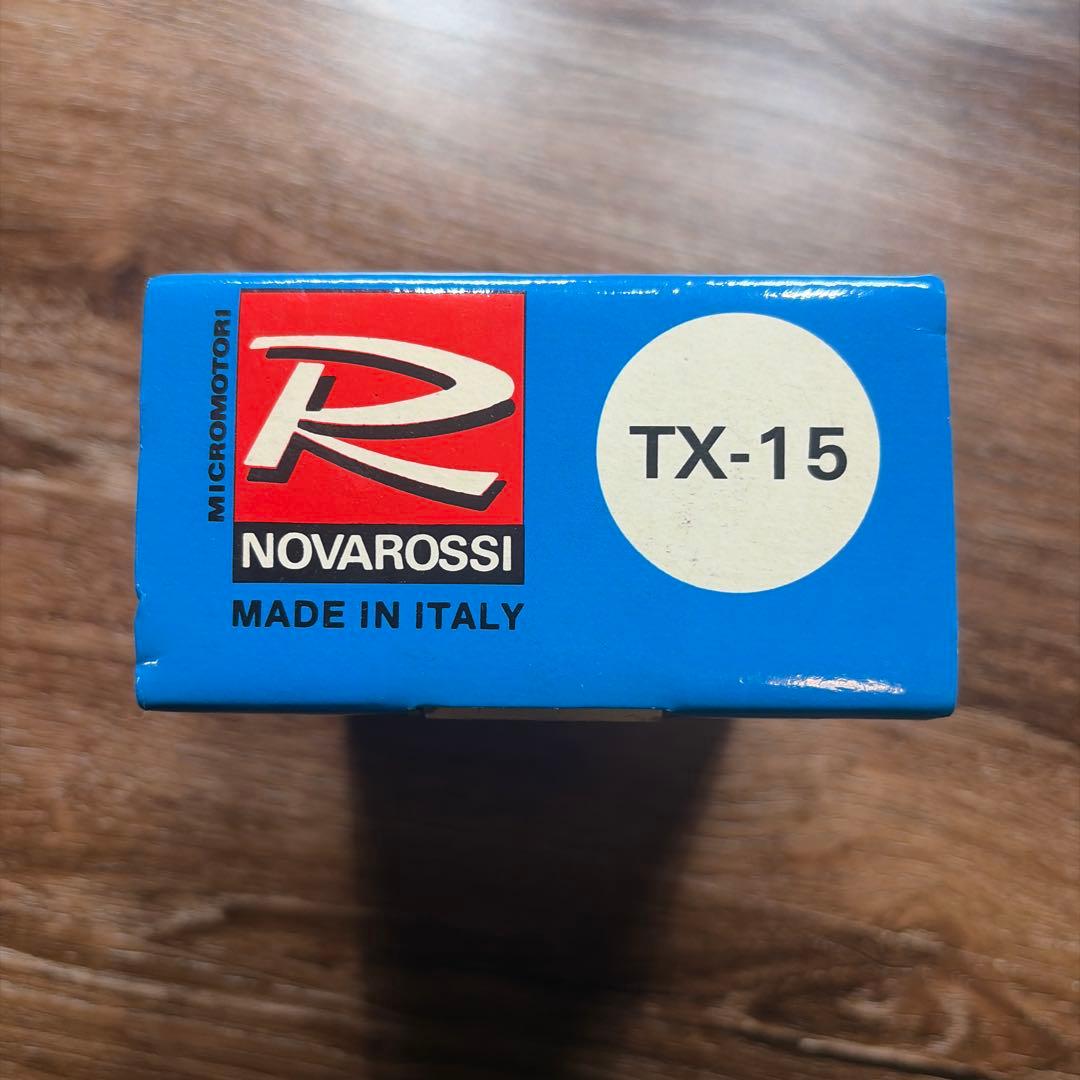 MICROMOTORI
R
NOVAROSSI
MADE IN ITALY
TX-15